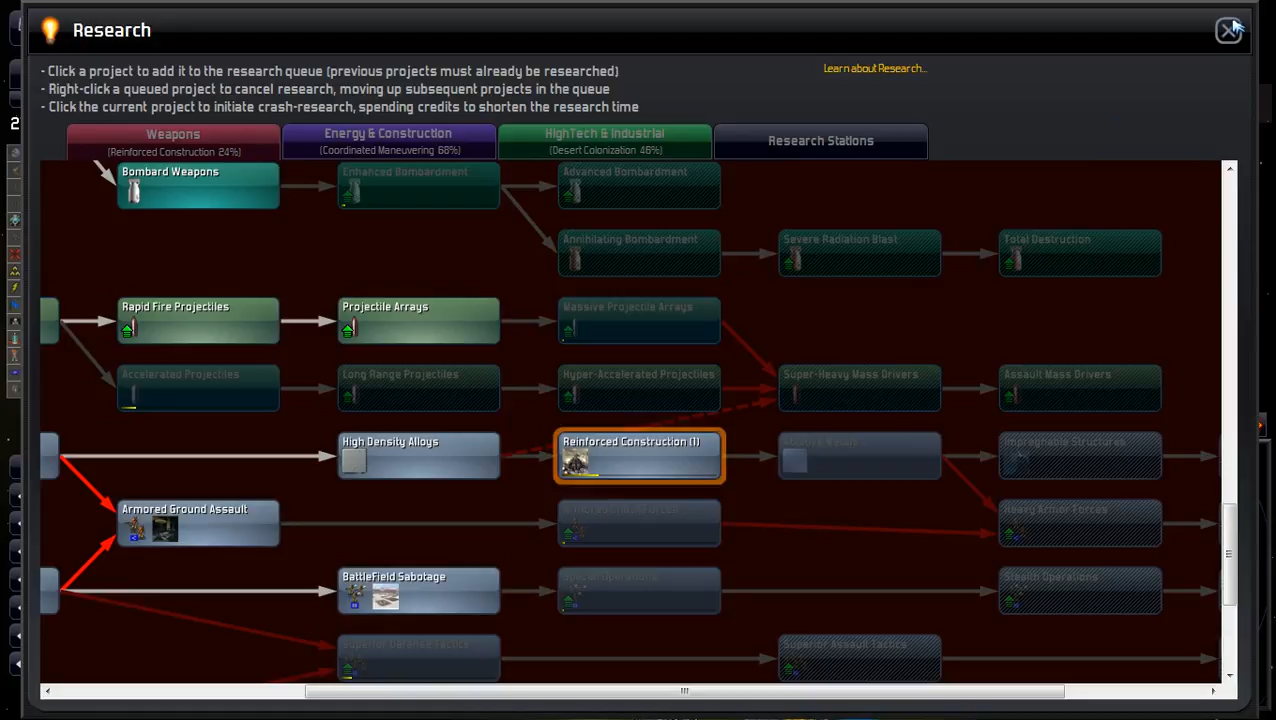 Research
- Click a project to add it to the research queue (previous projects must already be researched)
Learn about Research...
- Right-click a queued project to cancel research, moving up subsequent projects in the queue
- Click the current project to initiate crash-research, spending credits to shorten the research time
Weapons
(Reinforced Construction 24%)
Energy & Construction
(Coordinated Maneuvering 68%)
HighTech & Industrial
(Desert Colonization 46%)
Research Stations
2
Bombard Weapons
Enhanced Bombardment
Advanced Bombardment
Annihilating Bombardment
Severe Radiation Blast
Total Destruction
Rapid Fire Projectiles
Projectile Arrays
Massive Projectile Arrays
Accelerated Projectiles
Long Range Projectiles
Hyper-Accelerated Projectiles
Super-Heavy Mass Drivers
Assault Mass Drivers
High Density Alloys
Reinforced Construction (1)
Impregnable Structures
Armored Ground Assault
Armored Ground Forces
Heavy Armor Forces
BattleField Sabotage
Special Operations
Stealth Operations
Superior Defense Tactics
Superior Assault Tactics